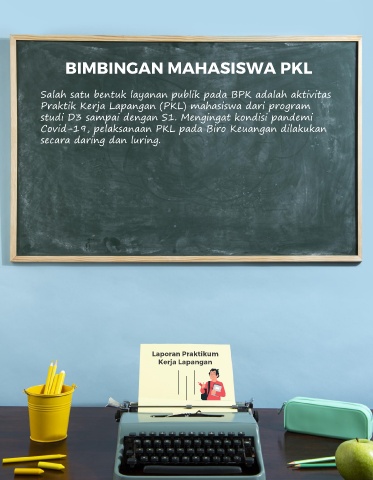 BIMBINGAN MAHASISWA PKL
Salah satu bentuk layanan publik pada BPK adalah aktivitas
Praktik Kerja Lapangan (PKL) mahasiswa dari program
studi D3 sampai dengan S1. Mengingat kondisi pandemi
Covid-19, pelaksanaan PKL pada Biro Keuangan dilakukan
secara daring dan luring.
Laporan Praktikum
Kerja Lapangan